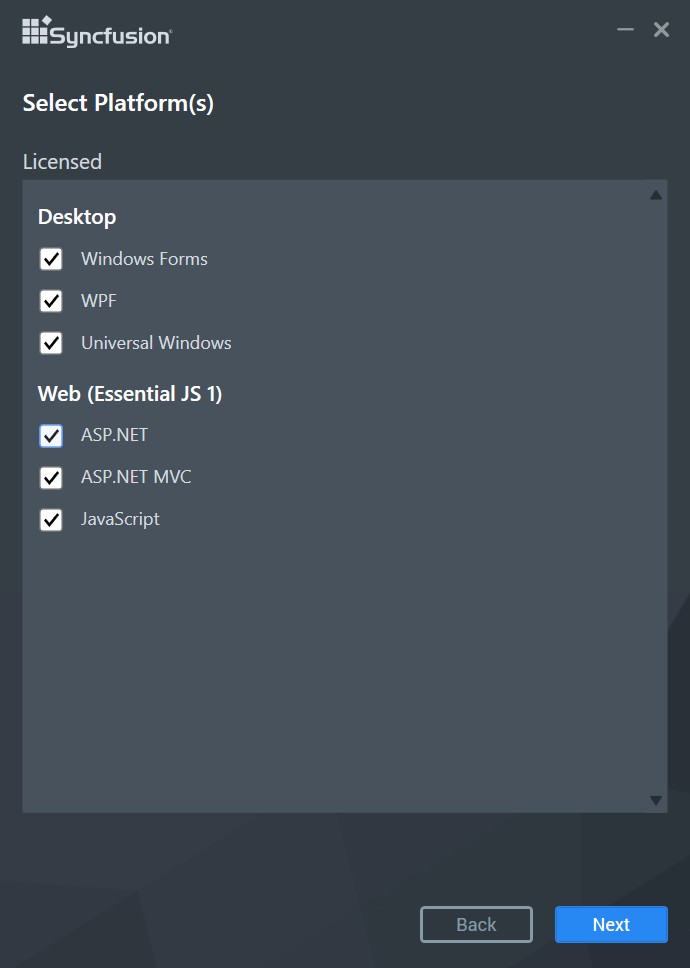 Syncfusion®
Select Platform(s)
Licensed
Desktop
Windows Forms
WPF
Universal Windows
Web (Essential JS 1)
ASP.NET
ASP.NET MVC
JavaScript
Back
Next